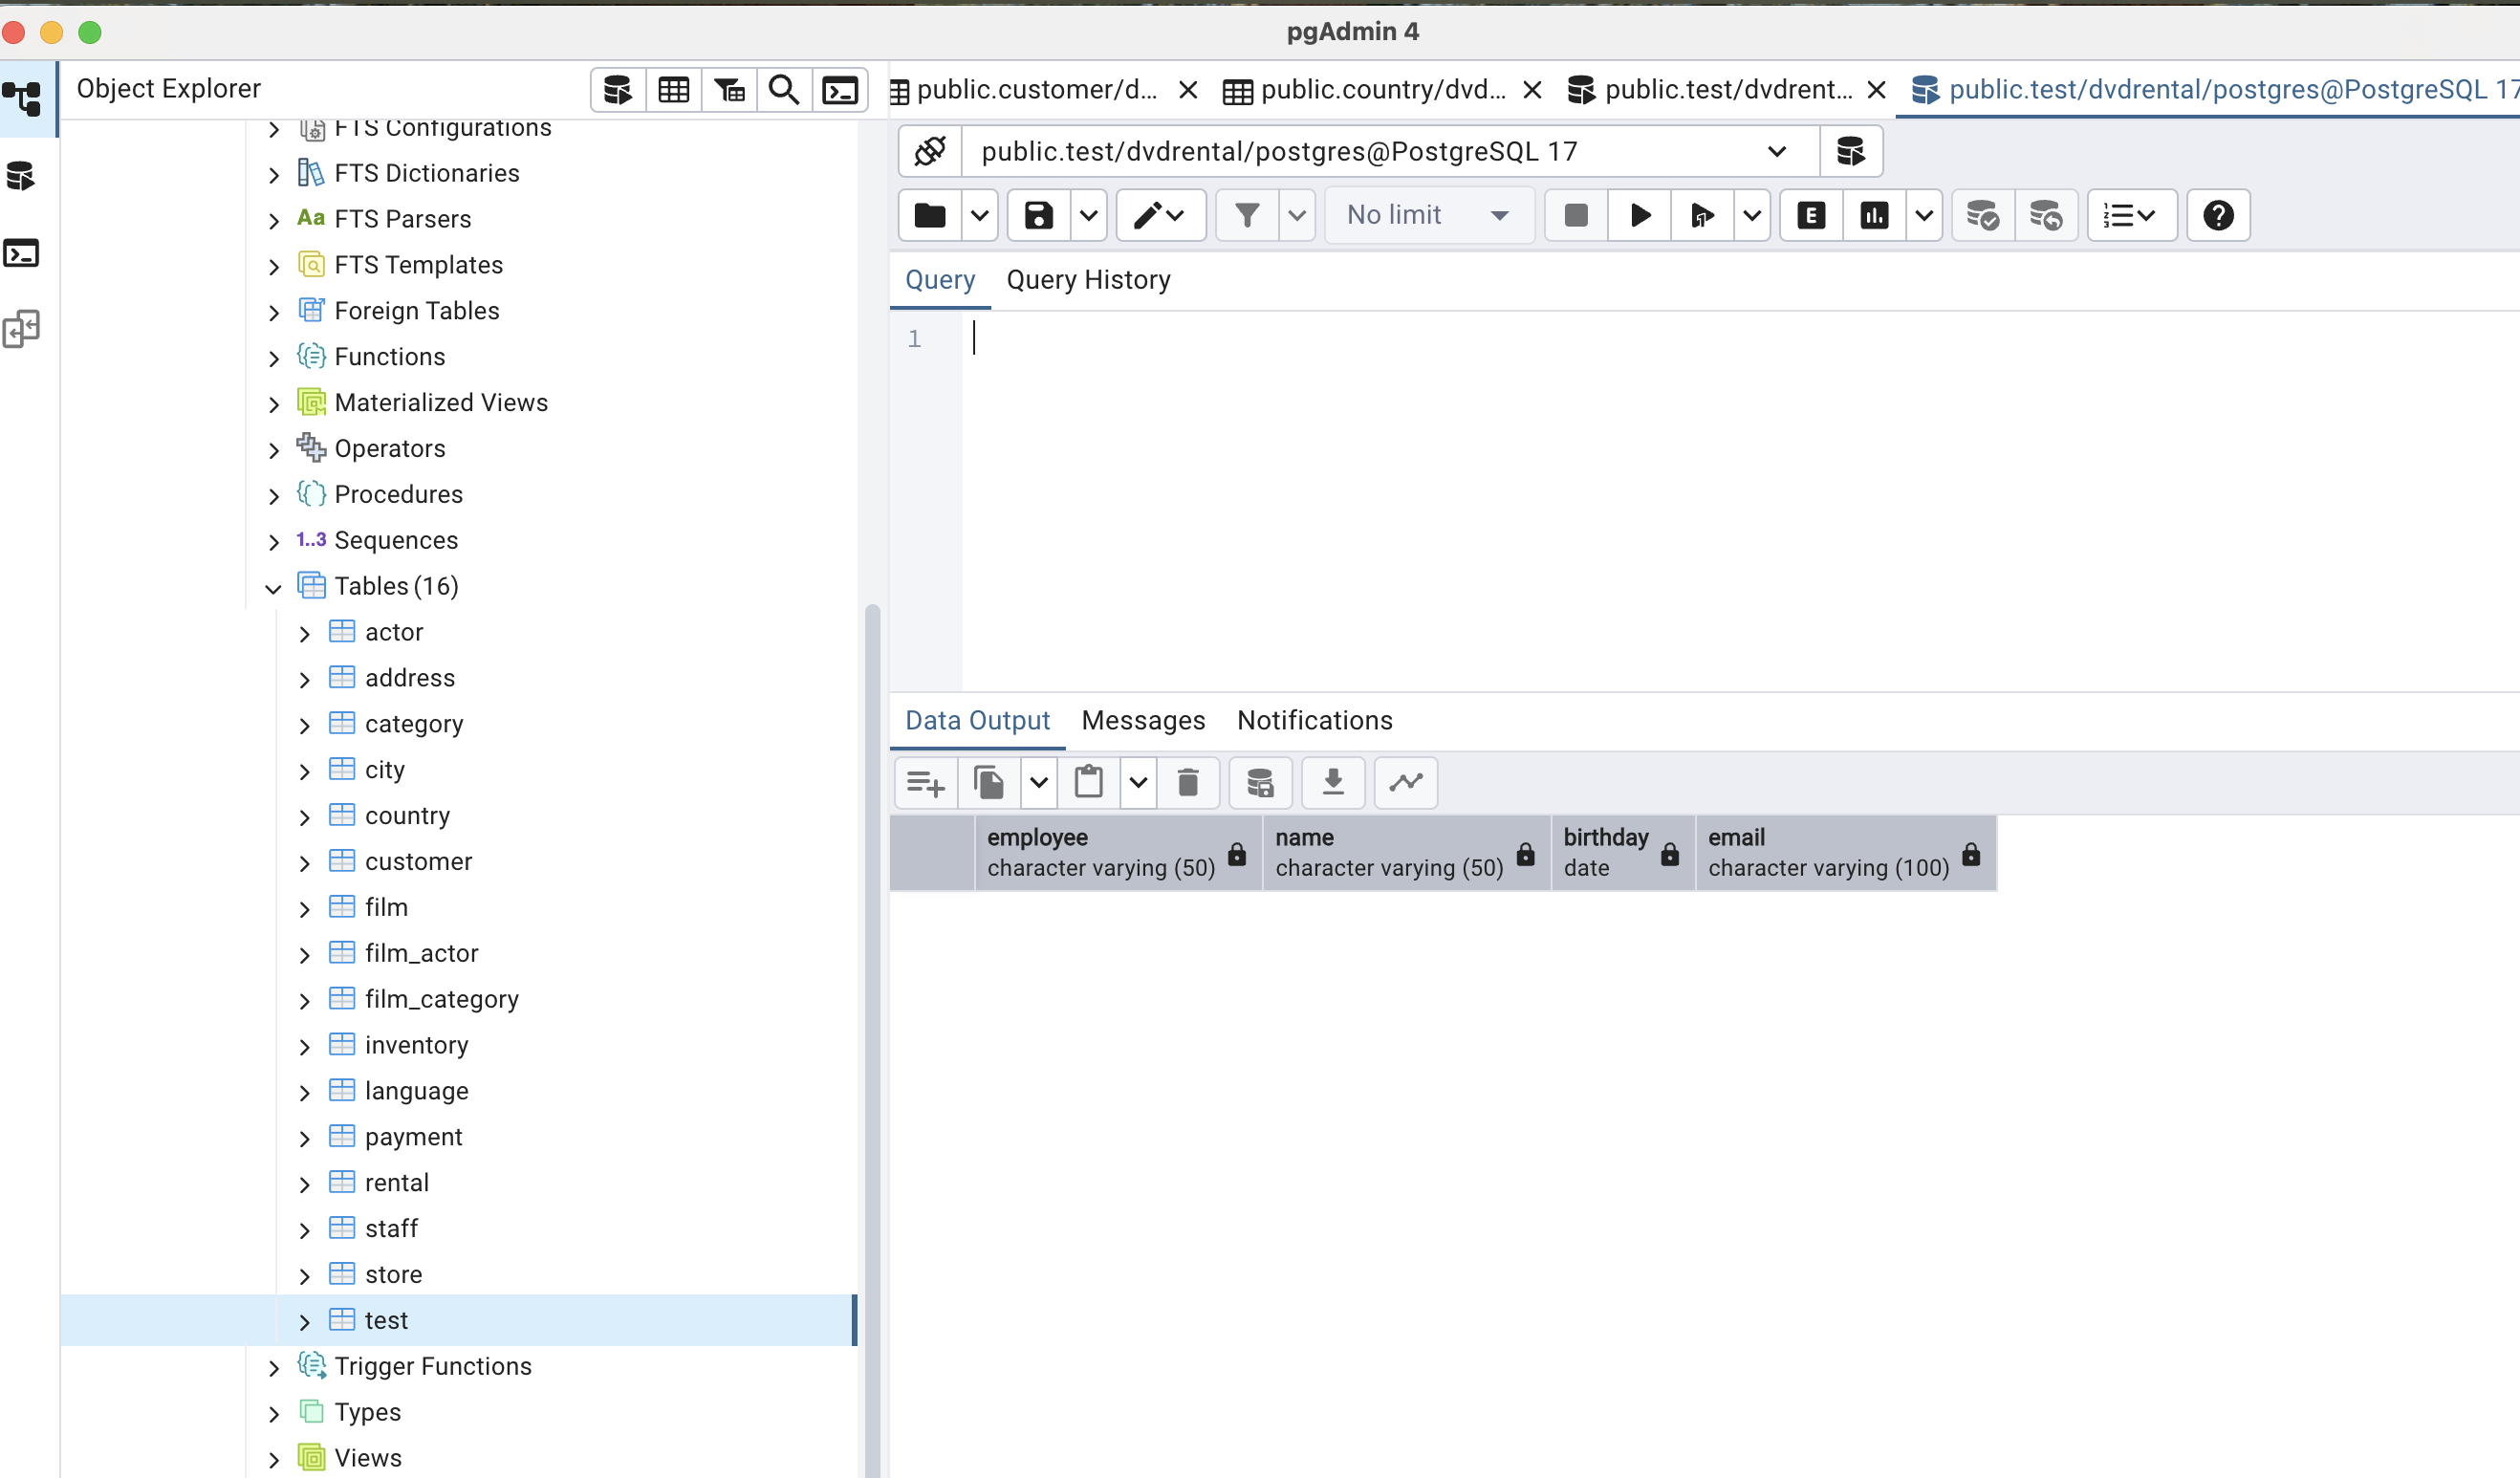 pgAdmin 4
Object Explorer
public.customer/d...
public.country/dvd...
public.test/dvdrent...
public.test/dvdrental/postgres@PostgreSQL 17
FTS Configurations
FTS Dictionaries
Aa FTS Parsers
FTS Templates
Foreign Tables
Functions
Materialized Views
Operators
Procedures
1..3 Sequences
Tables (16)
actor
address
category
city
country
customer
film
film_actor
film_category
inventory
language
payment
rental
staff
store
test
Trigger Functions
Types
Views
public.test/dvdrental/postgres@PostgreSQL 17
No limit
E
Query Query History
1
Data Output Messages Notifications
employee name birthday email
character varying (50) character varying (50) date character varying (100)